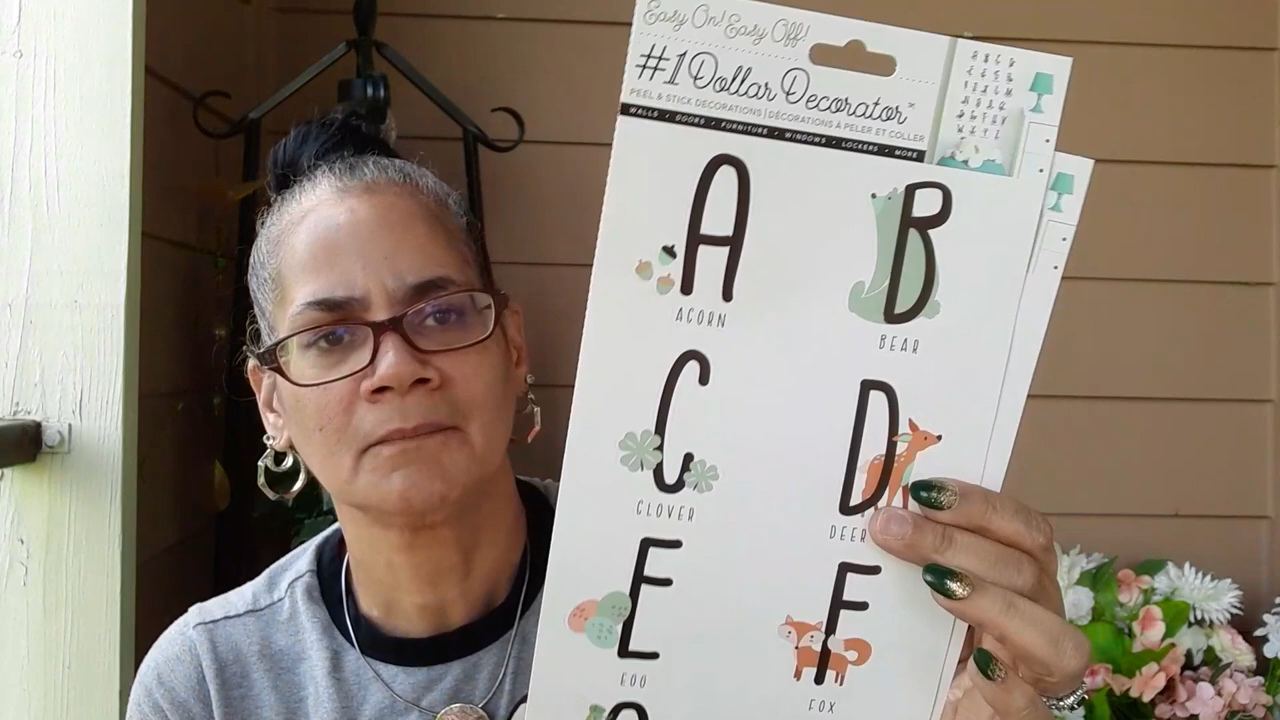 Easy On! Easy Off!
#1 Dollar Decorator
PEEL & STICK DECORATIONS | DÉCORATIONS À PELER ET COLLER
WALLS • DOORS • FURNITURE • WINDOWS • LOCKERS • MORE
A B
ACORN
BEAR
C D
CLOVER
DEER
E F
EGG
FOX